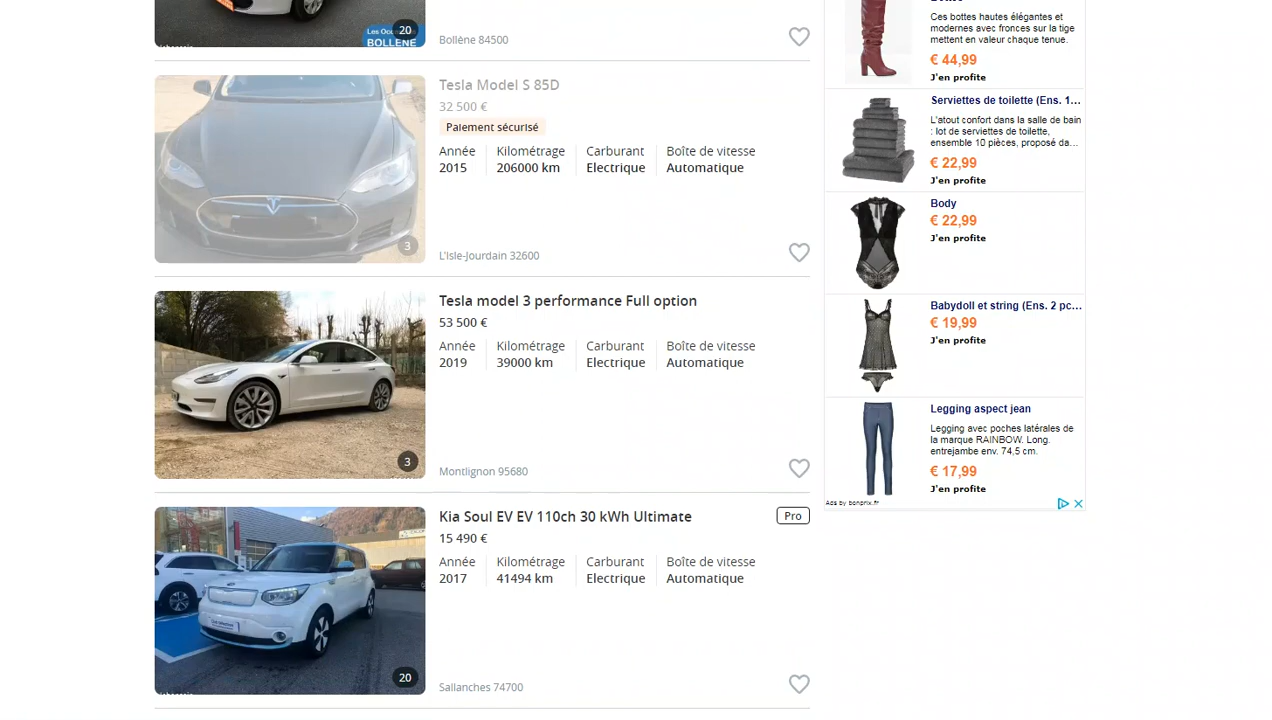 20
Les Occasions
BOLLÈNE
Bollène 84500
Tesla Model S 85D
32 500 €
Paiement sécurisé
Année
Kilométrage
Carburant
Boîte de vitesse
2015
206000 km
Electrique
Automatique
3
L'Isle-Jourdain 32600
Tesla model 3 performance Full option
53 500 €
Année
Kilométrage
Carburant
Boîte de vitesse
2019
39000 km
Electrique
Automatique
3
Montlignon 95680
Kia Soul EV EV 110ch 30 kWh Ultimate
Pro
15 490 €
Année
Kilométrage
Carburant
Boîte de vitesse
2017
41494 km
Electrique
Automatique
20
Sallanches 74700
Ces bottes hautes élégantes et
modernes avec fronces sur la tige
mettent en valeur chaque tenue.
€ 44,99
J'en profite
Serviettes de toilette (Ens. 1...
L'atout confort dans la salle de bain
: lot de serviettes de toilette,
ensemble 10 pièces, proposé da...
€ 22,99
J'en profite
Body
€ 22,99
J'en profite
Babydoll et string (Ens. 2 pc...
€ 19,99
J'en profite
Legging aspect jean
Legging avec poches latérales de
la marque RAINBOW. Long.
entrejambe env. 74,5 cm.
€ 17,99
J'en profite
Ads by bonprix.fr